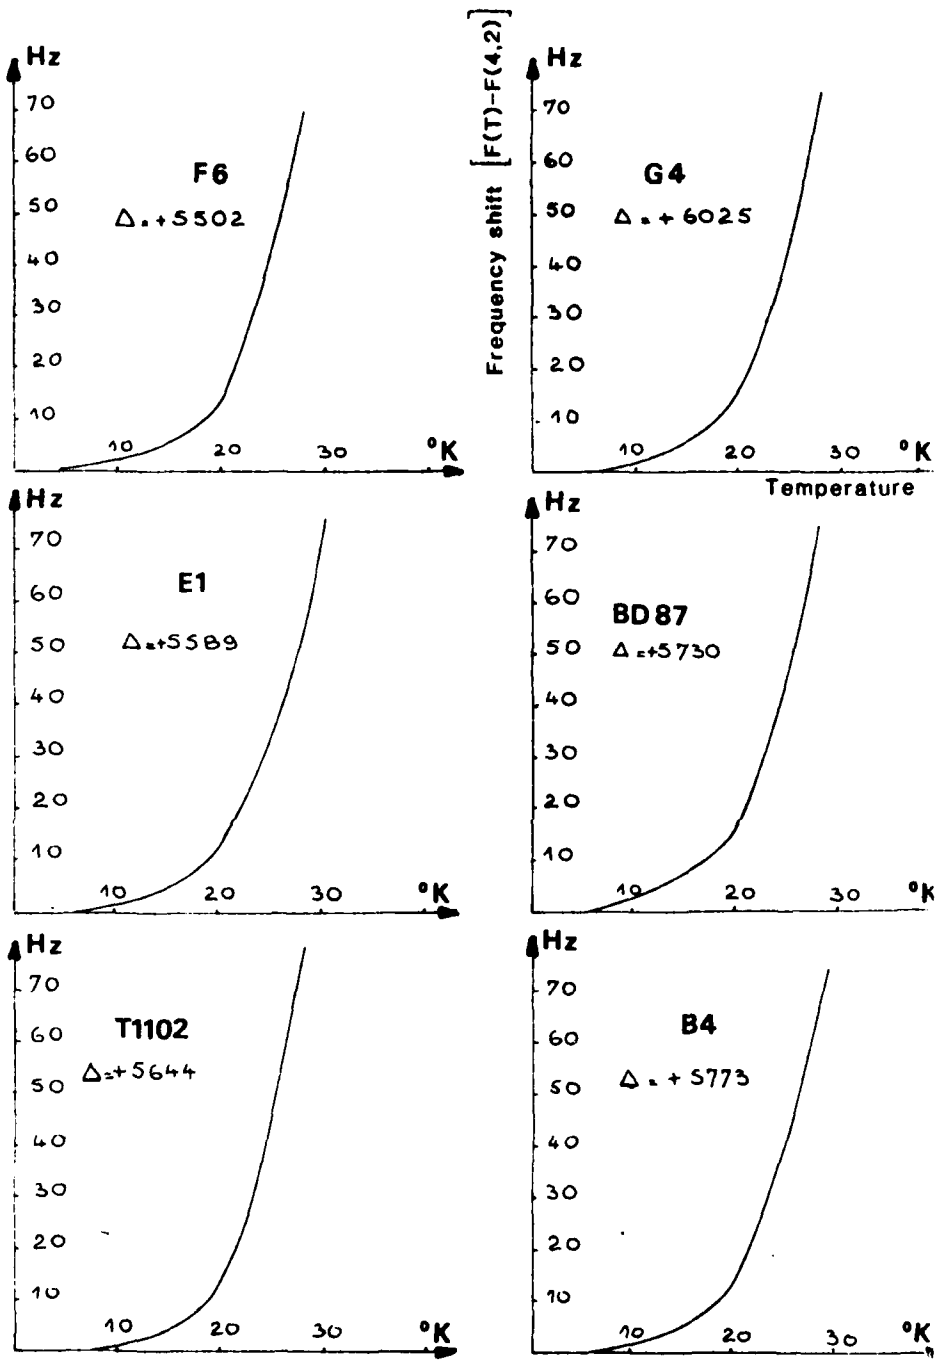 Hz
70
60
50
40
30
20
10
F6
Δ=+5502
10 20 30 °K
Frequency shift [F(T)-F(4,2)]
Hz
70
60
50
40
30
20
10
G4
Δ=+6025
10 20 30 °K
Temperature
Hz
70
60
50
40
30
20
10
E1
Δ=+5589
10 20 30 °K
Hz
70
60
50
40
30
20
10
BD87
Δ=+5730
10 20 30 °K
Hz
70
60
50
40
30
20
10
T1102
Δ=+5644
10 20 30 °K
Hz
70
60
50
40
30
20
10
B4
Δ=+5773
10 20 30 °K